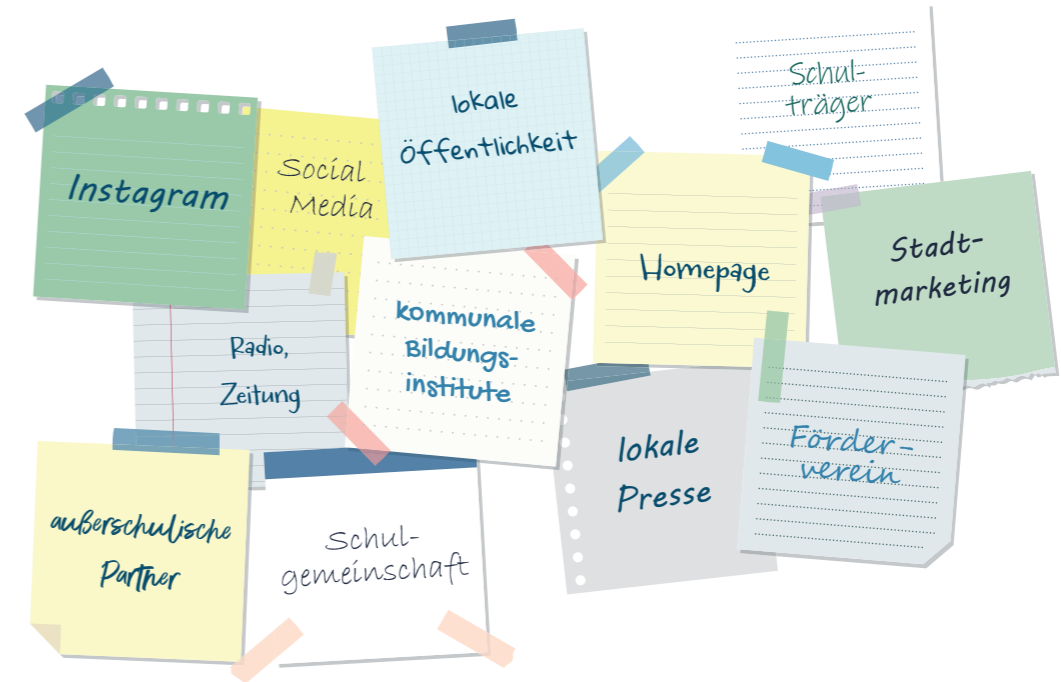 Instagram
Social
Media
lokale
Öffentlichkeit
Schul-
träger
Homepage
Stadt-
marketing
Radio,
Zeitung
kommunale
Bildungs-
institute
lokale
Presse
Förder-
verein
außerschulische
Partner
Schul-
gemeinschaft